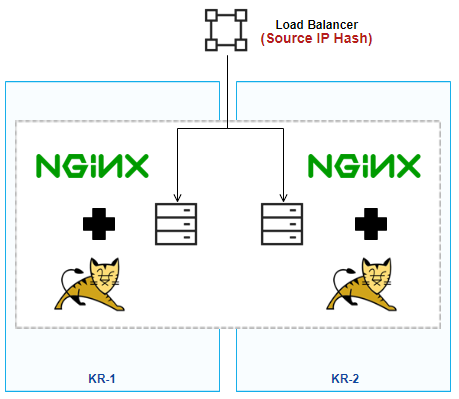 Load Balancer
(Source IP Hash)
NGiNX
NGiNX
KR-1
KR-2